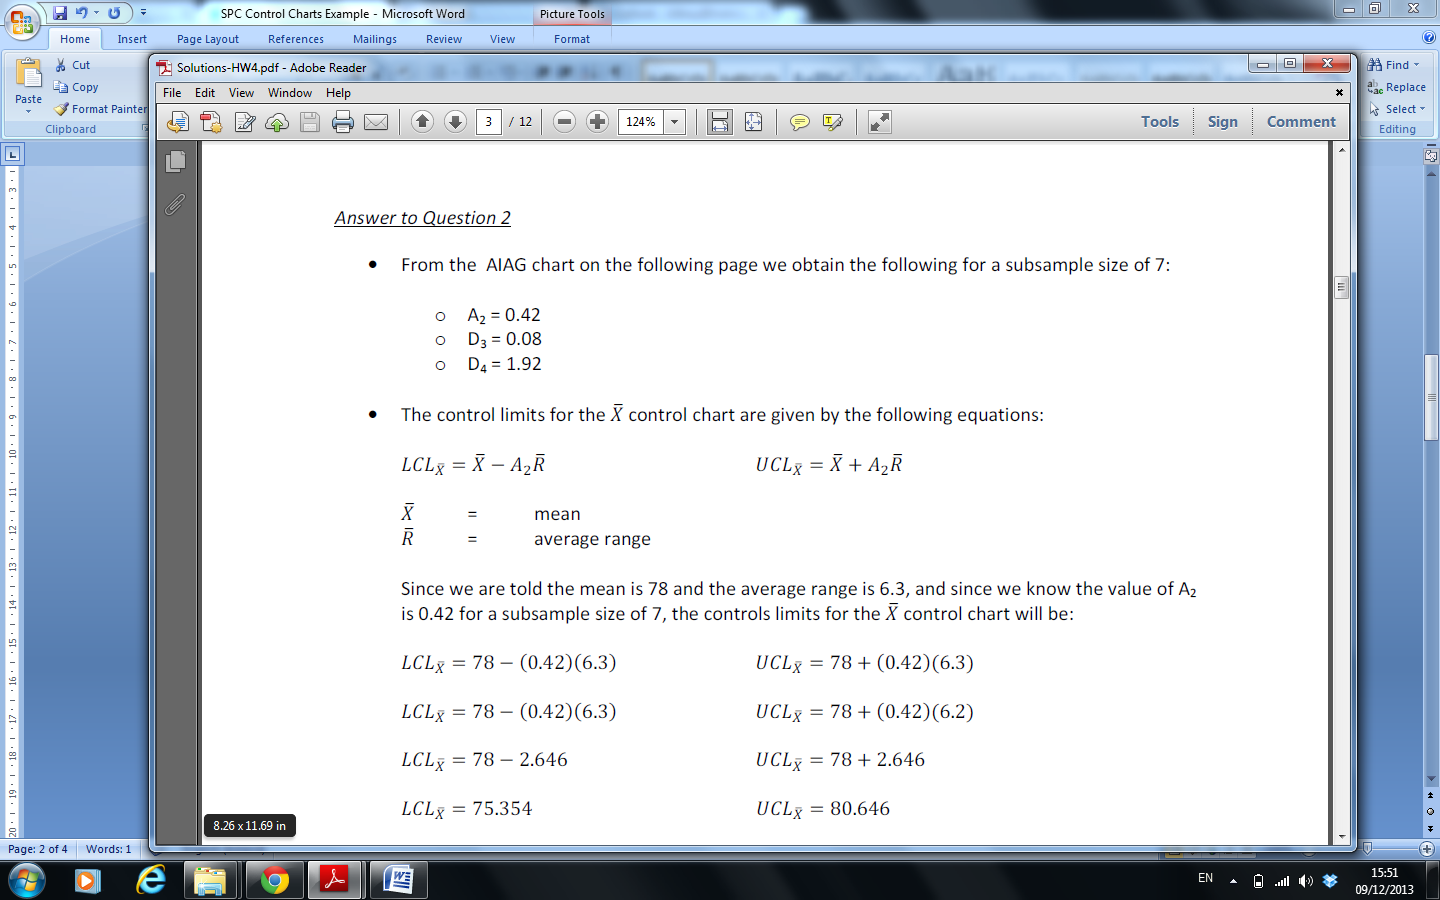 SPC Control Charts Example - Microsoft Word
Picture Tools
Home Insert Page Layout References Mailings Review View Format
Solutions-HW4.pdf - Adobe Reader
Cut
Copy
Format Painter
Paste
Clipboard
Find
Replace
Select
Editing
File Edit View Window Help
3 / 12 124% Tools Sign Comment
Answer to Question 2
• From the AIAG chart on the following page we obtain the following for a subsample size of 7:
o A₂ = 0.42
o D₃ = 0.08
o D₄ = 1.92
• The control limits for the X̄ control chart are given by the following equations:
LCL_X̄ = X̄ − A₂R̄ UCL_X̄ = X̄ + A₂R̄
X̄ = mean
R̄ = average range
Since we are told the mean is 78 and the average range is 6.3, and since we know the value of A₂
is 0.42 for a subsample size of 7, the controls limits for the X̄ control chart will be:
LCL_X̄ = 78 − (0.42)(6.3) UCL_X̄ = 78 + (0.42)(6.3)
LCL_X̄ = 78 − (0.42)(6.3) UCL_X̄ = 78 + (0.42)(6.2)
LCL_X̄ = 78 − 2.646 UCL_X̄ = 78 + 2.646
LCL_X̄ = 75.354 UCL_X̄ = 80.646
8.26 x 11.69 in
Page: 2 of 4 Words: 1
EN
15:51
09/12/2013